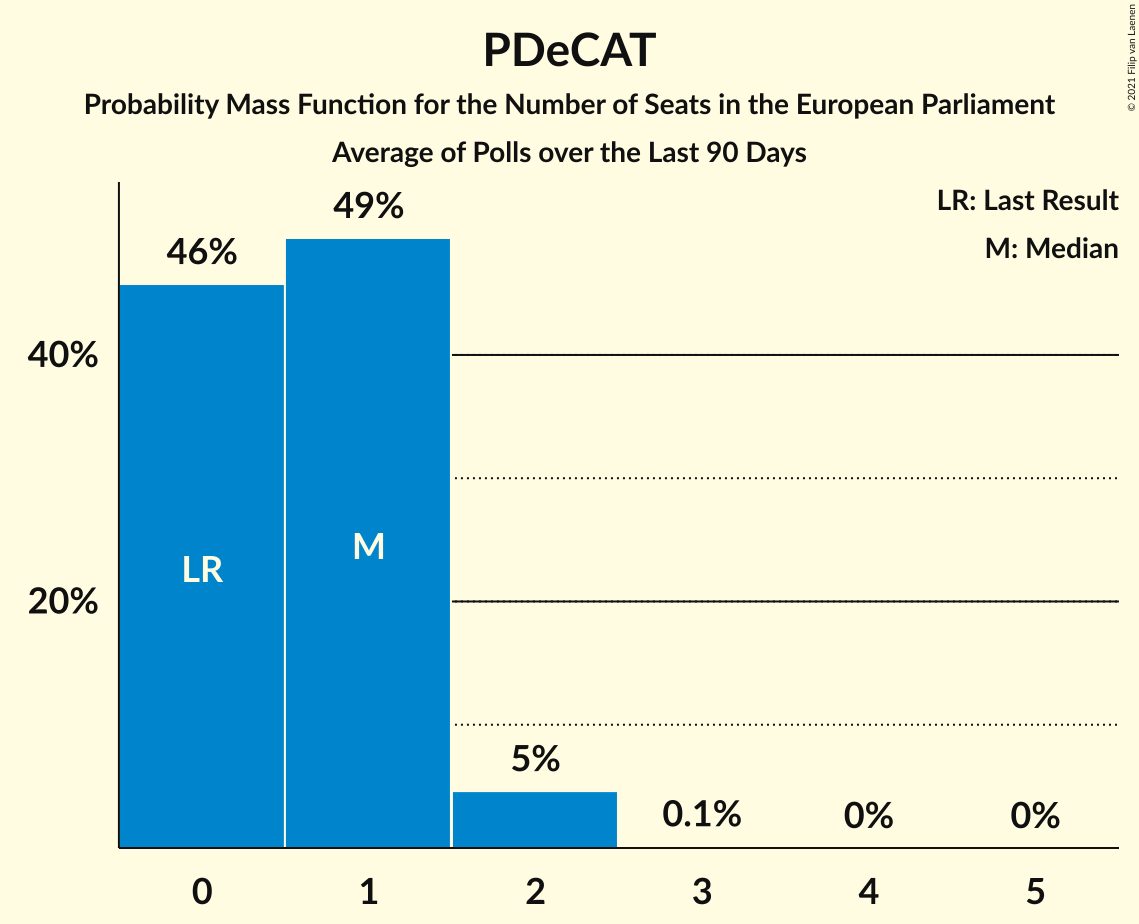 PDeCAT
Probability Mass Function for the Number of Seats in the European Parliament
Average of Polls over the Last 90 Days
© 2021 Filip van Laenen
LR: Last Result
M: Median
49%
46%
40%
LR
M
20%
5%
0.1%
0%
0%
0 1 2 3 4 5